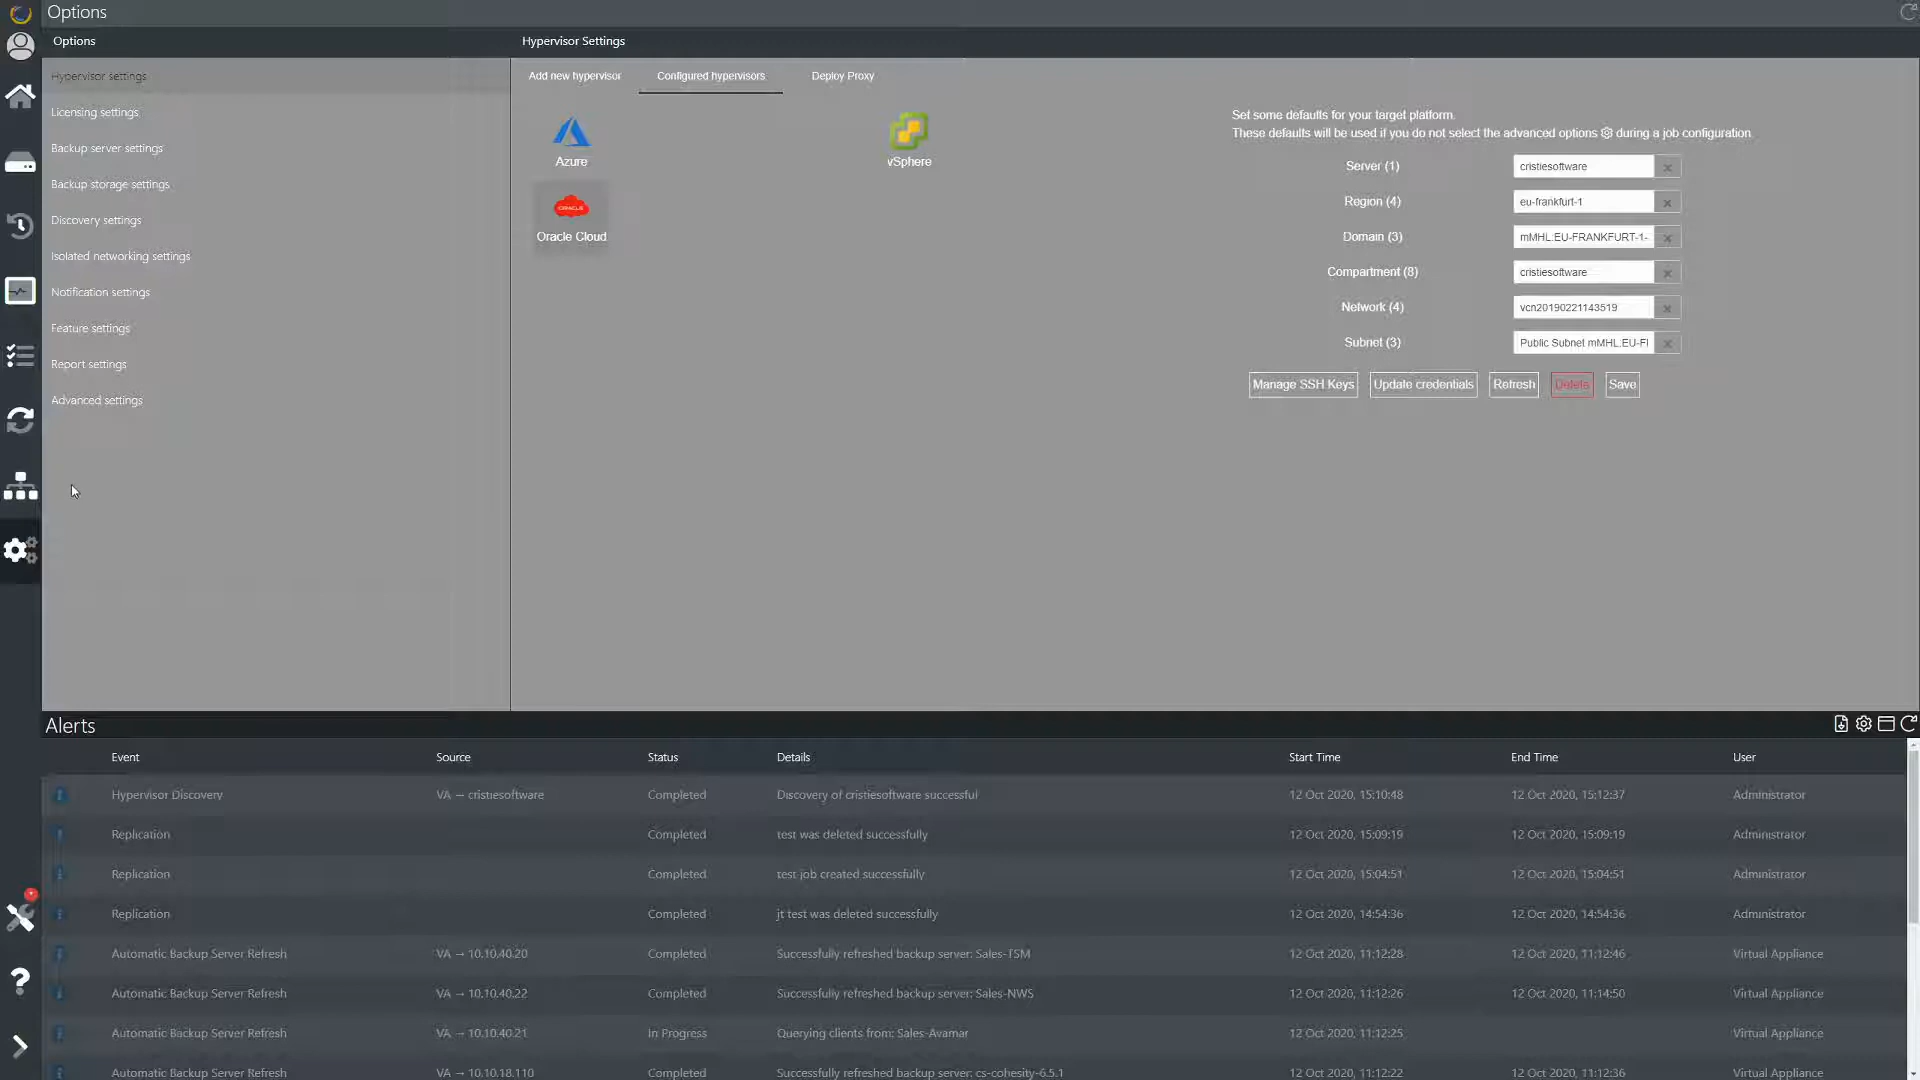 Options
Options
Hypervisor settings
Licensing settings
Backup server settings
Backup storage settings
Discovery settings
Isolated networking settings
Notification settings
Feature settings
Report settings
Advanced settings
Hypervisor Settings
Add new hypervisor Configured hypervisors Deploy Proxy
Azure
vSphere
ORACLE
Oracle Cloud
Set some defaults for your target platform.
These defaults will be used if you do not select the advanced options during a job configuration.
Server (1) cristiesoftware x
Region (4) eu-frankfurt-1 x
Domain (3) mMHL:EU-FRANKFURT-1- x
Compartment (8) cristiesoftware x
Network (4) vcn20190221143519 x
Subnet (3) Public Subnet mMHL:EU-FI x
Manage SSH Keys Update credentials Refresh Delete Save
Alerts
Event Source Status Details Start Time End Time User
Hypervisor Discovery VA → cristiesoftware Completed Discovery of cristiesoftware successful 12 Oct 2020, 15:10:48 12 Oct 2020, 15:12:37 Administrator
Replication Completed test was deleted successfully 12 Oct 2020, 15:09:19 12 Oct 2020, 15:09:19 Administrator
Replication Completed test job created successfully 12 Oct 2020, 15:04:51 12 Oct 2020, 15:04:51 Administrator
Replication Completed jt test was deleted successfully 12 Oct 2020, 14:54:36 12 Oct 2020, 14:54:36 Administrator
Automatic Backup Server Refresh VA → 10.10.40.20 Completed Successfully refreshed backup server: Sales-TSM 12 Oct 2020, 11:12:28 12 Oct 2020, 11:12:46 Virtual Appliance
Automatic Backup Server Refresh VA → 10.10.40.22 Completed Successfully refreshed backup server: Sales-NWS 12 Oct 2020, 11:12:26 12 Oct 2020, 11:14:50 Virtual Appliance
Automatic Backup Server Refresh VA → 10.10.40.21 In Progress Querying clients from: Sales-Avamar 12 Oct 2020, 11:12:25 Virtual Appliance
Automatic Backup Server Refresh VA → 10.10.18.110 Completed Successfully refreshed backup server: cs-cohesity-6.5.1 12 Oct 2020, 11:12:22 12 Oct 2020, 11:12:36 Virtual Appliance